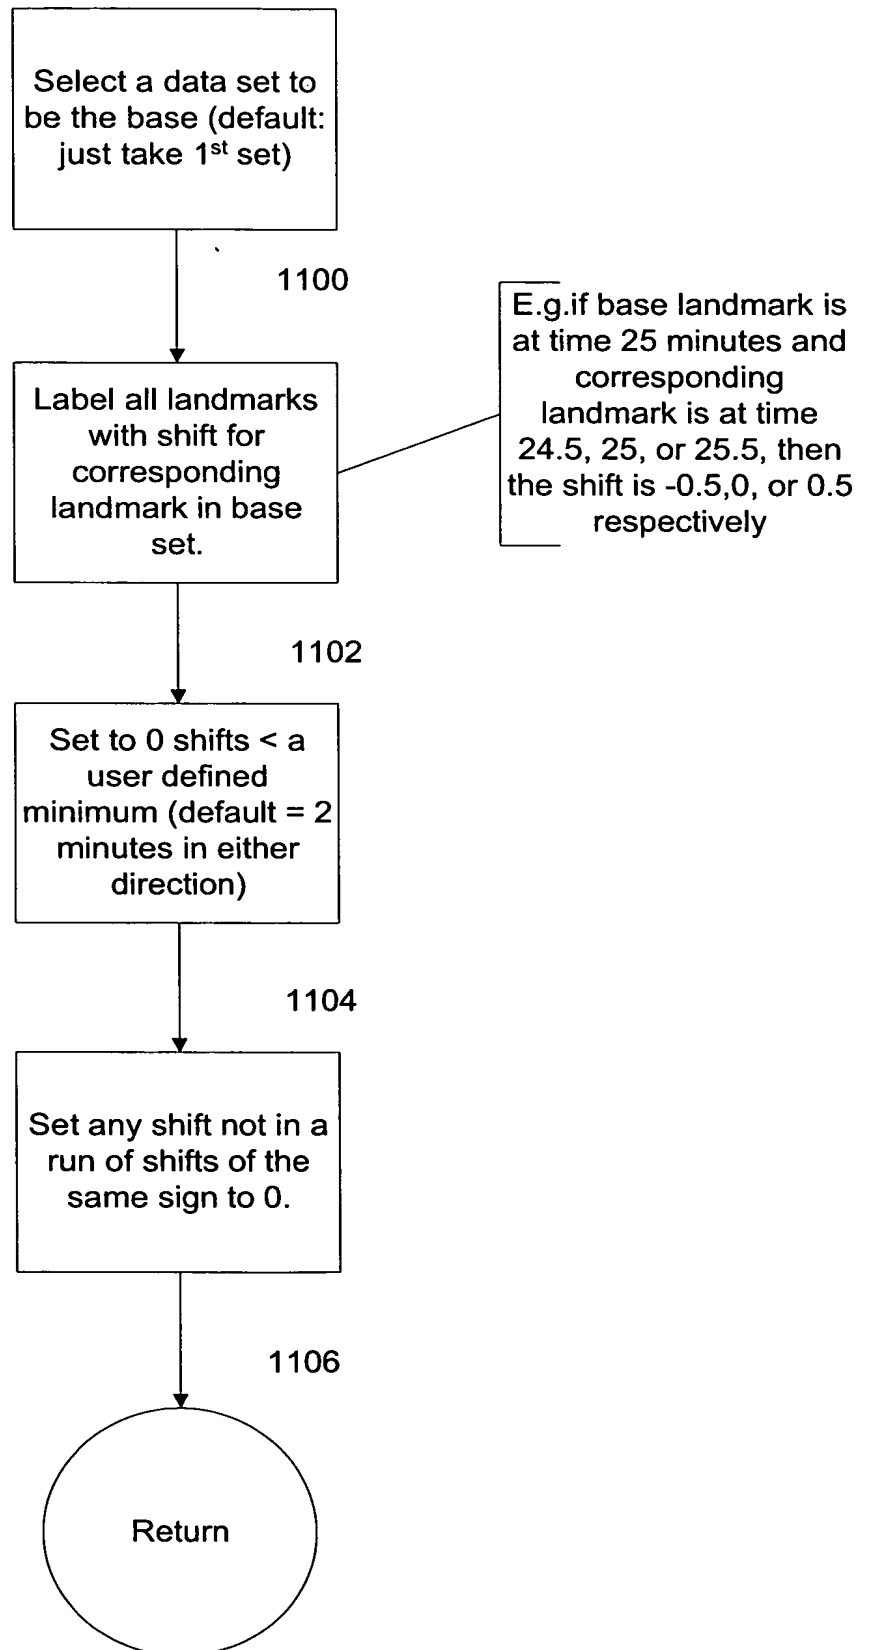 Select a data set to
be the base (default:
just take 1st set)
1100
E.g.if base landmark is
at time 25 minutes and
corresponding
landmark is at time
24.5, 25, or 25.5, then
the shift is -0.5,0, or 0.5
respectively
Label all landmarks
with shift for
corresponding
landmark in base
set.
1102
Set to 0 shifts < a
user defined
minimum (default = 2
minutes in either
direction)
1104
Set any shift not in a
run of shifts of the
same sign to 0.
1106
Return